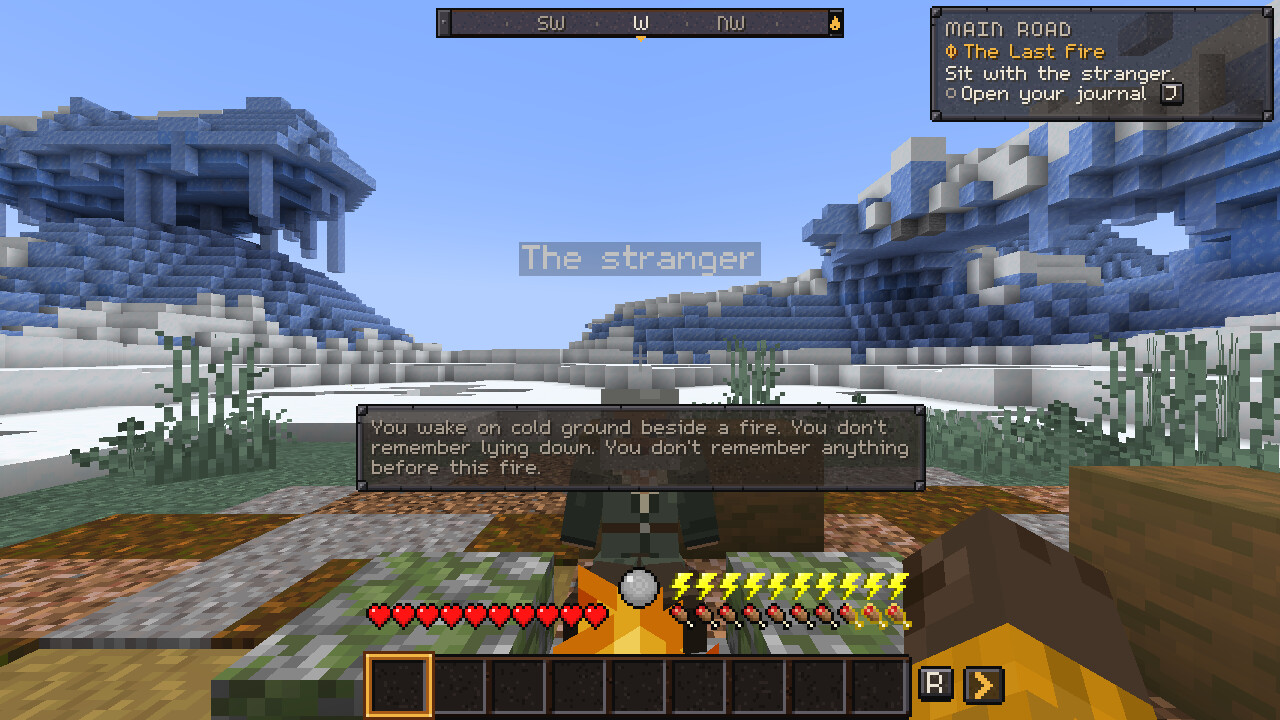 SW W NW
MAIN ROAD
The Last Fire
Sit with the stranger.
Open your journal J
The stranger
You wake on cold ground beside a fire. You don't
remember lying down. You don't remember anything
before this fire.
R